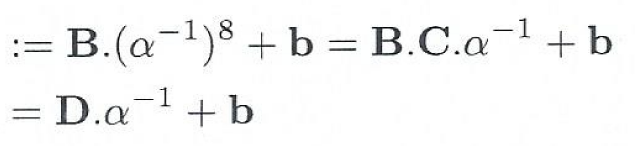 := B.(α⁻¹)⁸ + b = B.C.α⁻¹ + b
= D.α⁻¹ + b